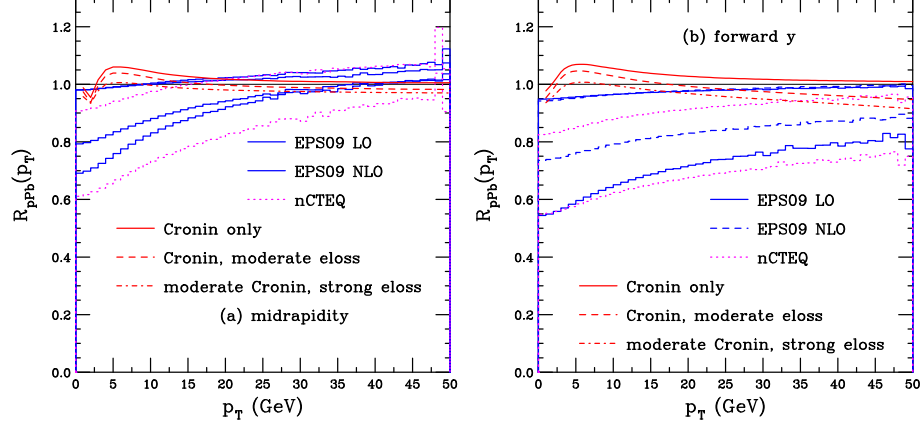 1.2
1.0
0.8
0.6
0.4
0.2
0.0
R_pPb(p_T)
EPS09 LO
EPS09 NLO
nCTEQ
Cronin only
Cronin, moderate eloss
moderate Cronin, strong eloss
(a) midrapidity
0 5 10 15 20 25 30 35 40 45 50
p_T (GeV)
(b) forward y
1.2
1.0
0.8
0.6
0.4
0.2
0.0
R_pPb(p_T)
EPS09 LO
EPS09 NLO
nCTEQ
Cronin only
Cronin, moderate eloss
moderate Cronin, strong eloss
0 5 10 15 20 25 30 35 40 45 50
p_T (GeV)